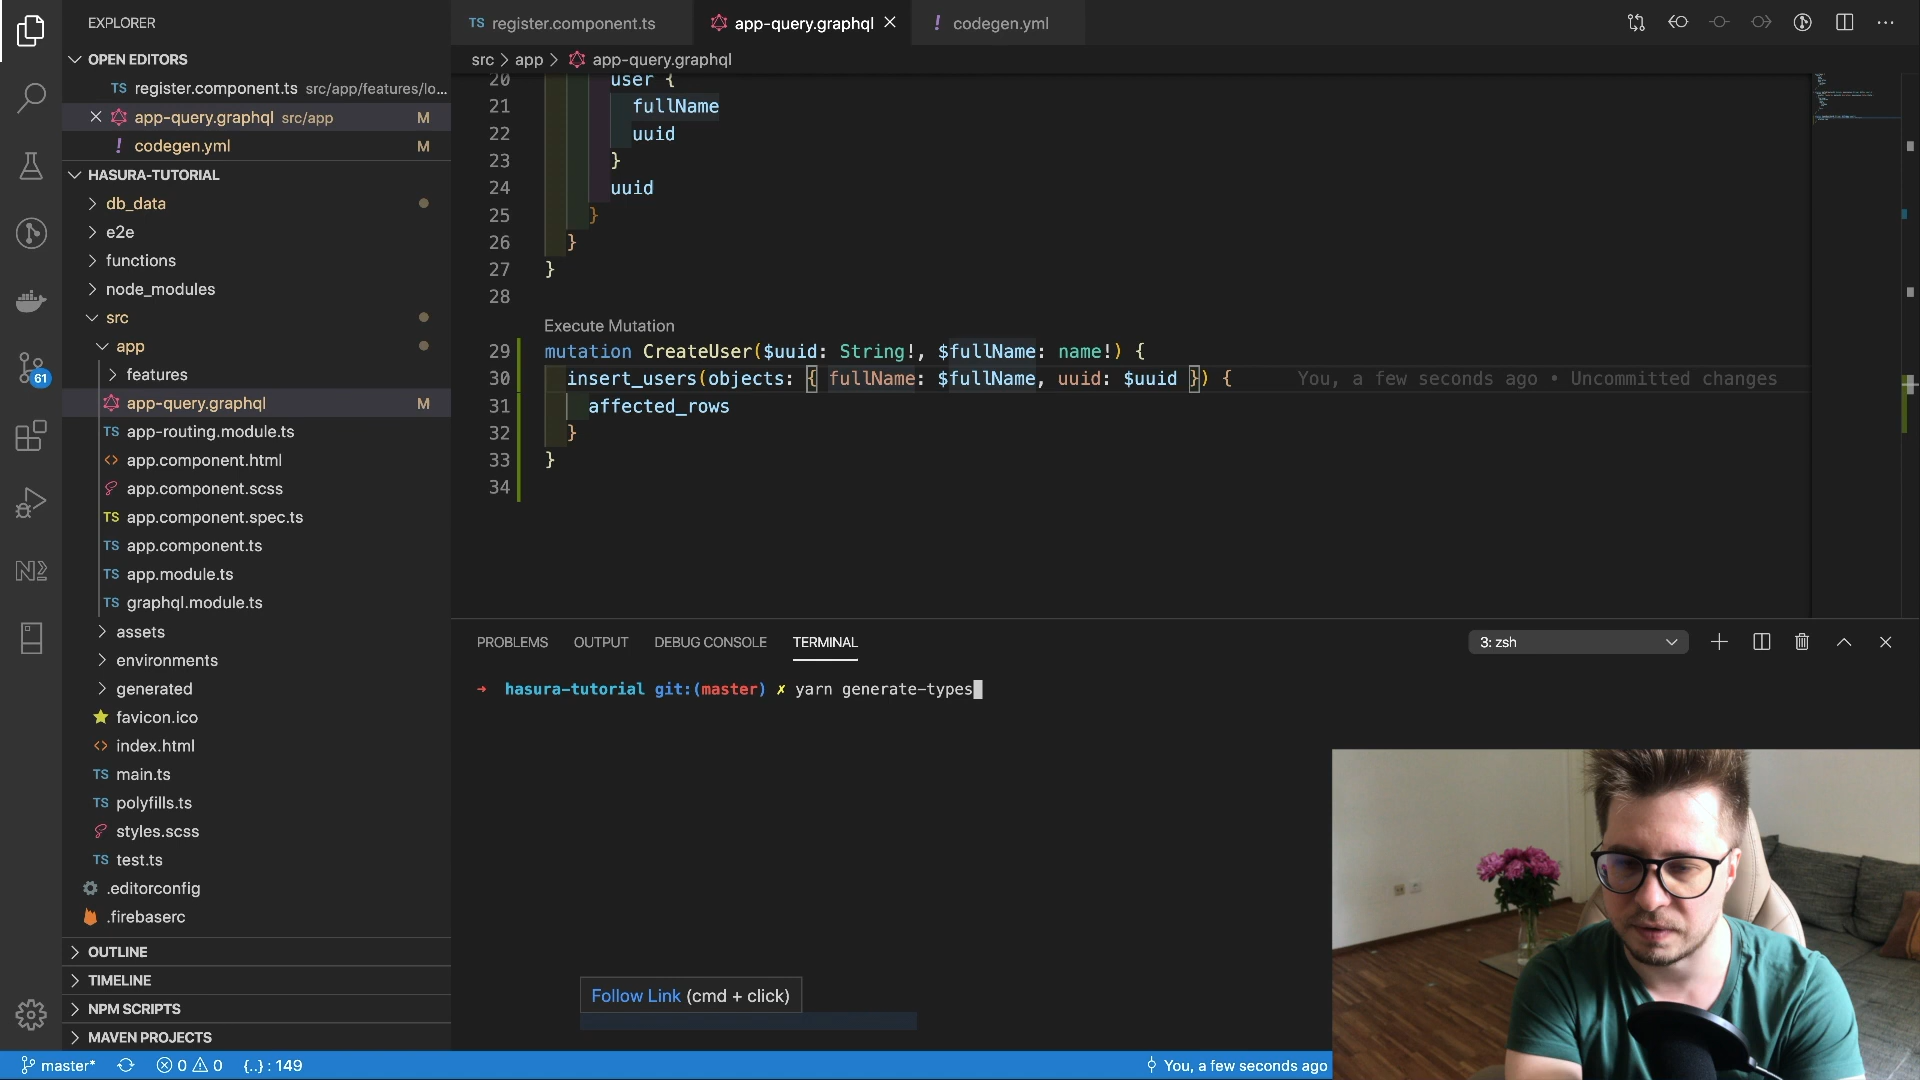 EXPLORER
OPEN EDITORS
TS register.component.ts src/app/features/lo...
app-query.graphql src/app M
! codegen.yml M
HASURA-TUTORIAL
db_data
e2e
functions
node_modules
src
app
features
app-query.graphql M
TS app-routing.module.ts
<> app.component.html
app.component.scss
TS app.component.spec.ts
TS app.component.ts
TS app.module.ts
TS graphql.module.ts
assets
environments
generated
favicon.ico
<> index.html
TS main.ts
TS polyfills.ts
styles.scss
TS test.ts
.editorconfig
.firebaserc
OUTLINE
TIMELINE
NPM SCRIPTS
MAVEN PROJECTS
61
TS register.component.ts
app-query.graphql
! codegen.yml
src > app > app-query.graphql
20 user {
21 fullName
22 uuid
23 }
24 uuid
25 }
26 }
27 }
28
Execute Mutation
29 mutation CreateUser($uuid: String!, $fullName: name!) {
30 insert_users(objects: { fullName: $fullName, uuid: $uuid }) { You, a few seconds ago • Uncommitted changes
31 affected_rows
32 }
33 }
34
PROBLEMS OUTPUT DEBUG CONSOLE TERMINAL
3: zsh
→ hasura-tutorial git:(master) ✗ yarn generate-types
Follow Link (cmd + click)
master* 0 0 {..} : 149
You, a few seconds ago